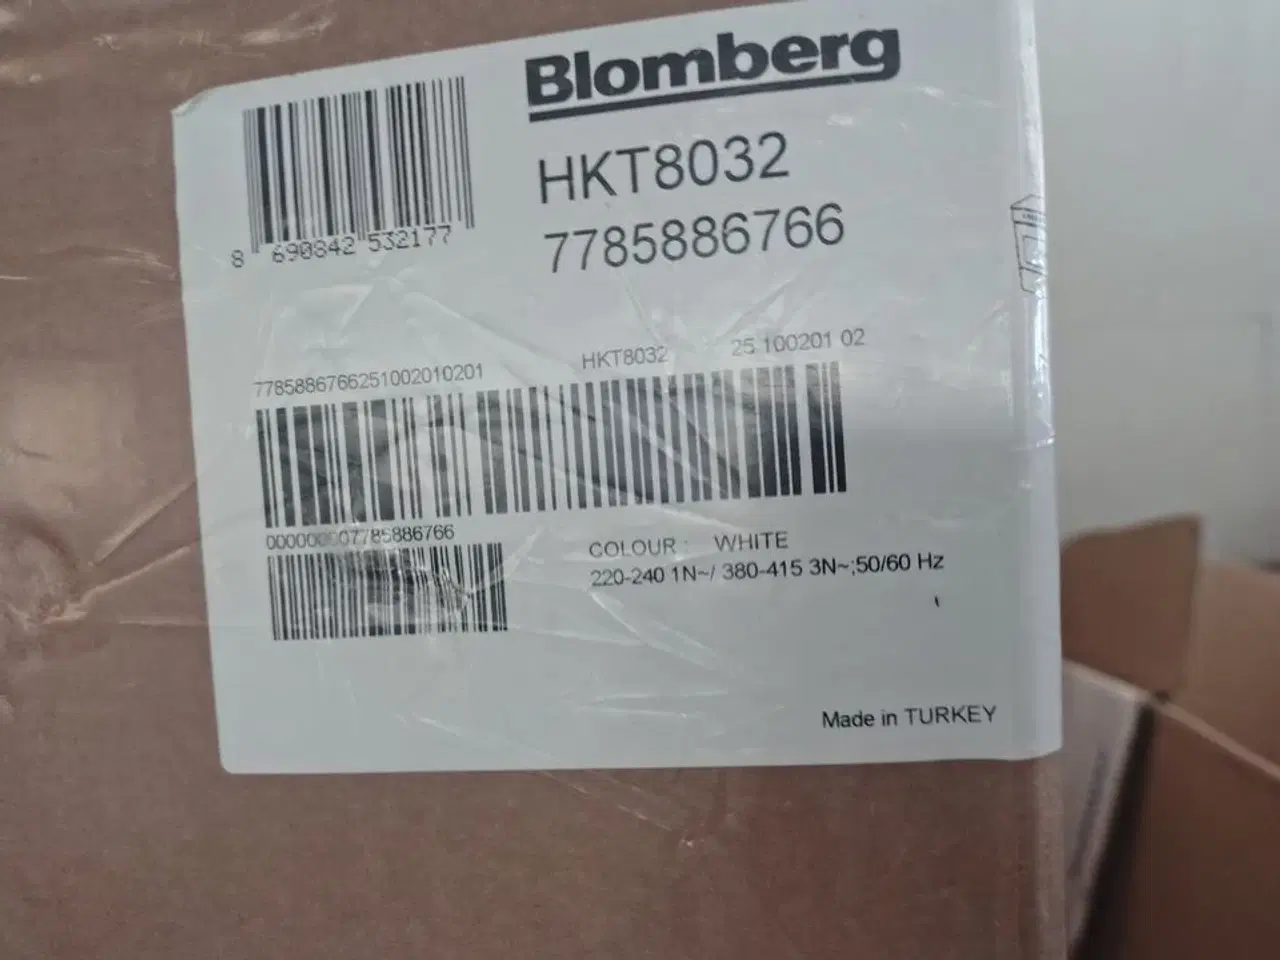 Blomberg
HKT8032
7785886766
8 690842 532177
7785886766251002010201 HKT8032 25 100201 02
000000007785886766
COLOUR : WHITE
220-240 1N~/ 380-415 3N~;50/60 Hz
Made in TURKEY